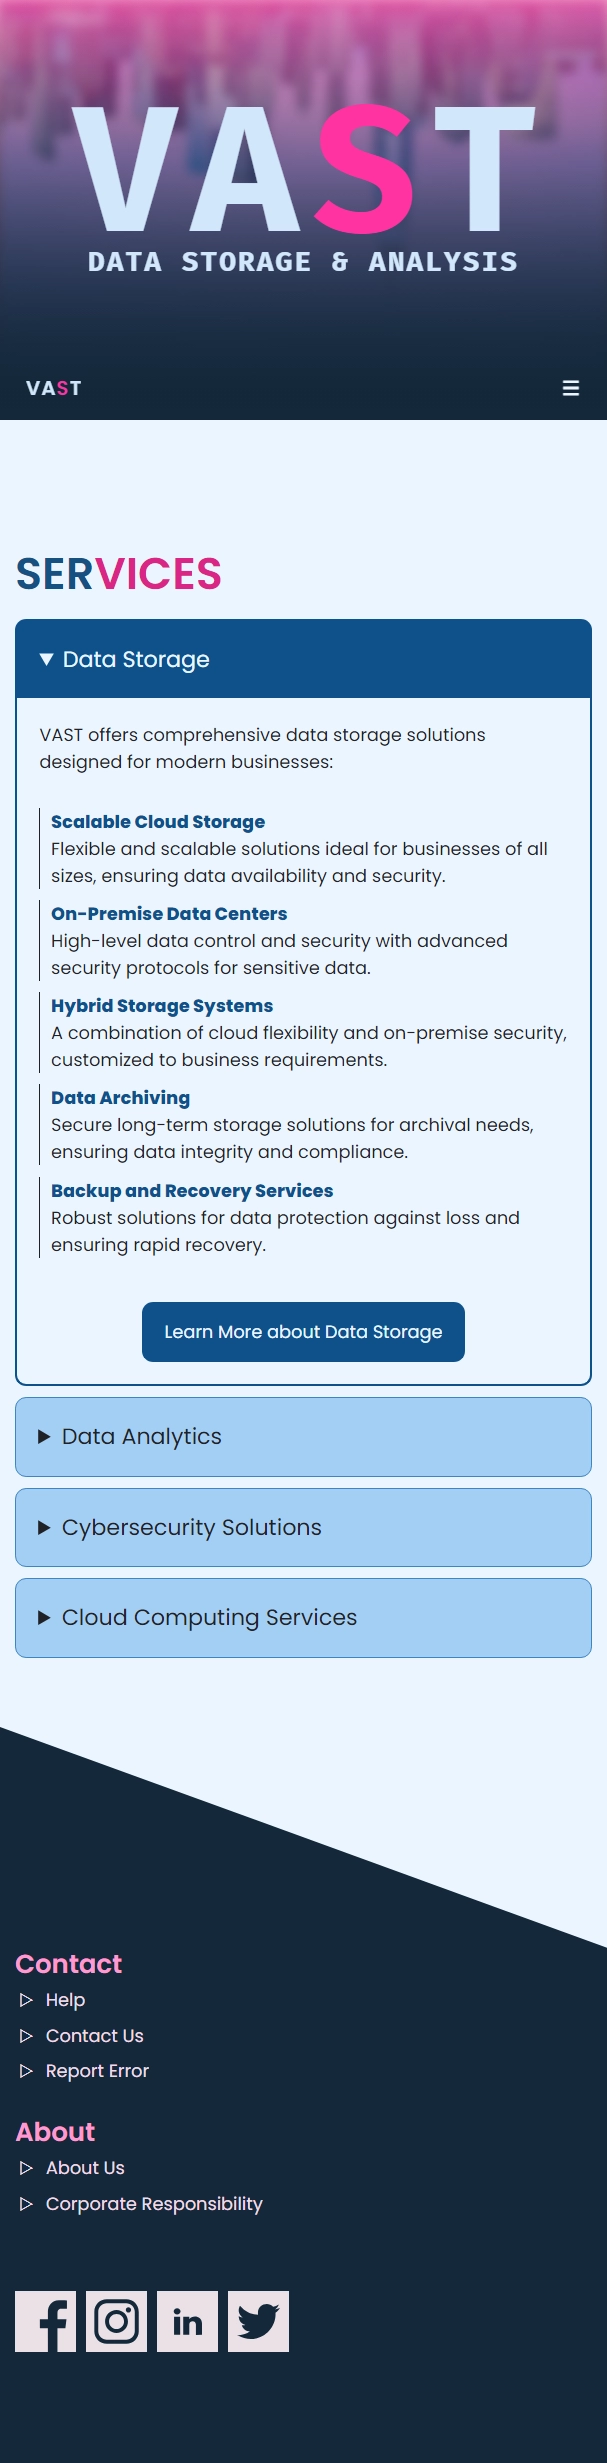 VAST
DATA STORAGE & ANALYSIS
VAST
SERVICES
Data Storage
VAST offers comprehensive data storage solutions
designed for modern businesses:
Scalable Cloud Storage
Flexible and scalable solutions ideal for businesses of all
sizes, ensuring data availability and security.
On-Premise Data Centers
High-level data control and security with advanced
security protocols for sensitive data.
Hybrid Storage Systems
A combination of cloud flexibility and on-premise security,
customized to business requirements.
Data Archiving
Secure long-term storage solutions for archival needs,
ensuring data integrity and compliance.
Backup and Recovery Services
Robust solutions for data protection against loss and
ensuring rapid recovery.
Learn More about Data Storage
Data Analytics
Cybersecurity Solutions
Cloud Computing Services
Contact
Help
Contact Us
Report Error
About
About Us
Corporate Responsibility
f
in